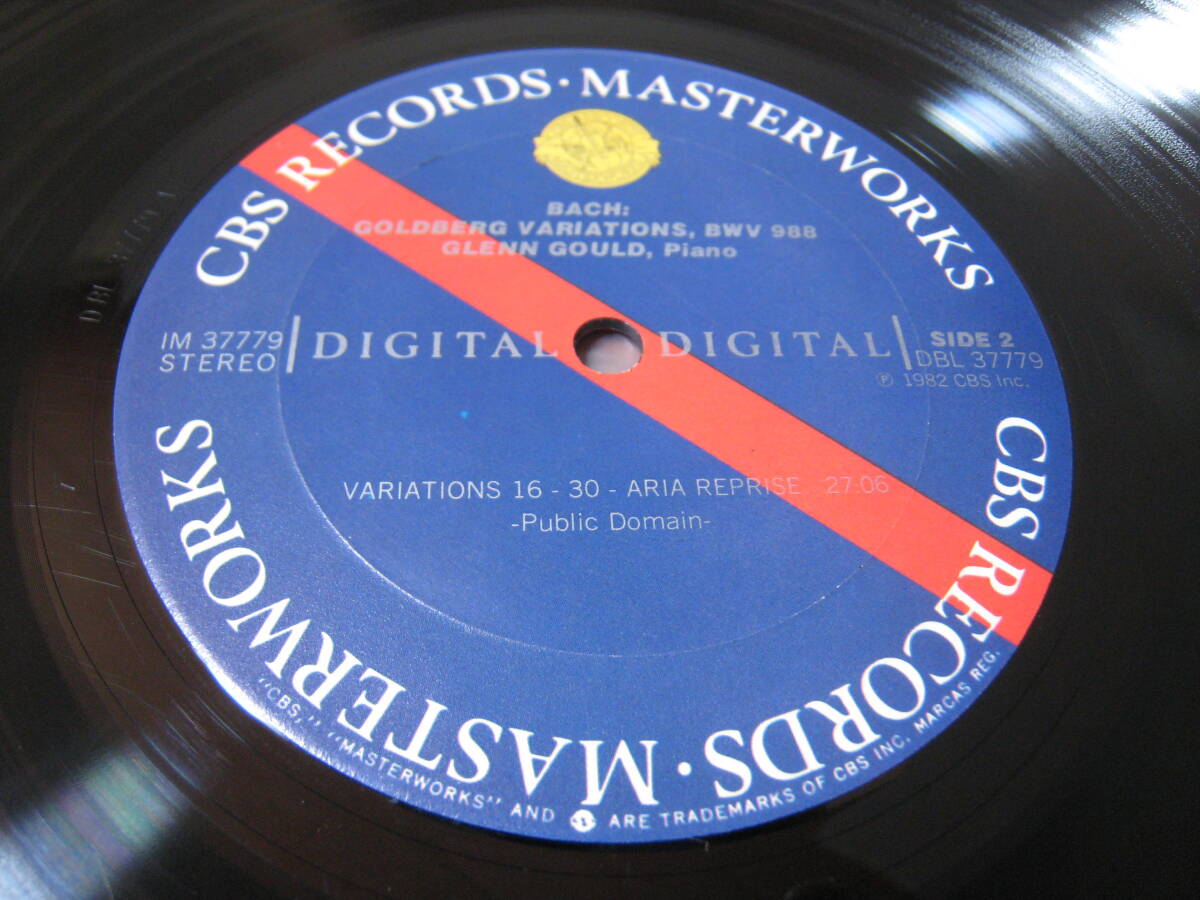 CBS RECORDS · MASTERWORKS
BACH:
GOLDBERG VARIATIONS, BWV 988
GLENN GOULD, Piano
IM 37779
STEREO
DIGITAL DIGITAL
SIDE 2
DBL 37779
℗ 1982 CBS Inc.
VARIATIONS 16 - 30 - ARIA REPRISE 27:06
-Public Domain-
CBS RECORDS · MASTERWORKS
"CBS," "MASTERWORKS" AND ARE TRADEMARKS OF CBS INC. MARCAS REG.